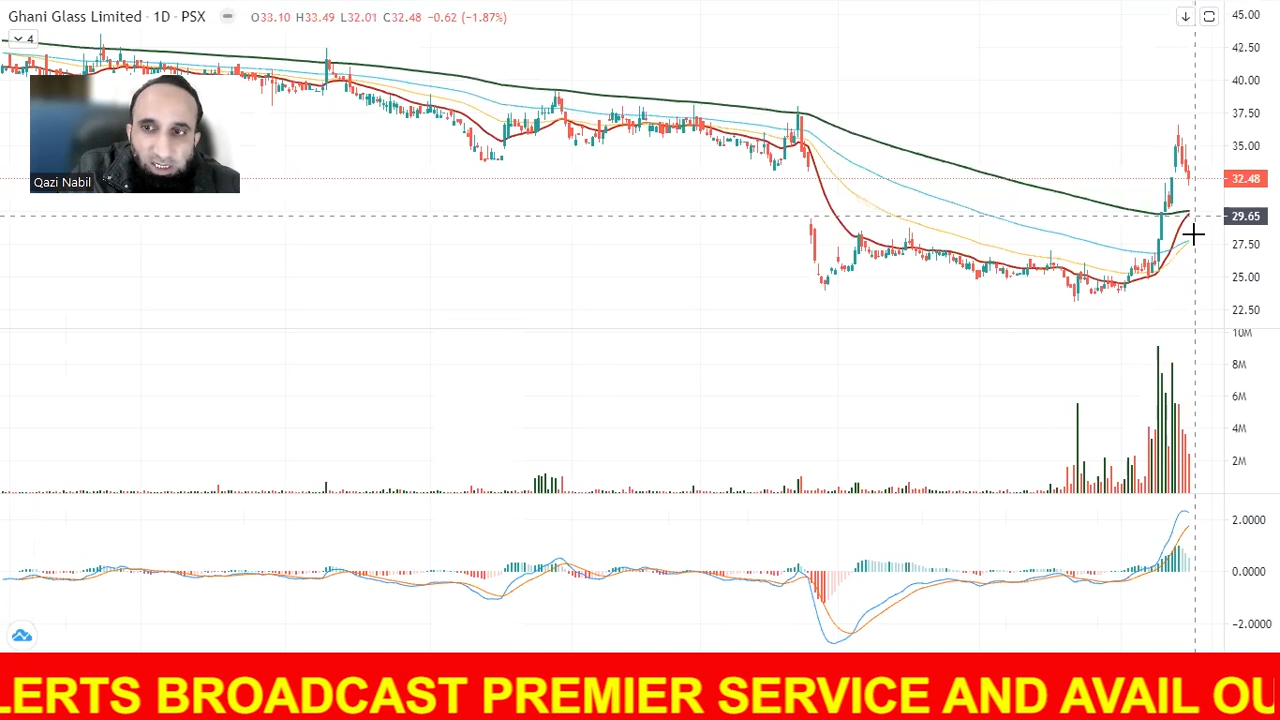 Ghani Glass Limited · 1D · PSX O33.10 H33.49 L32.01 C32.48 −0.62 (−1.87%)
4
45.00
42.50
40.00
37.50
35.00
32.48
29.65
27.50
25.00
22.50
10M
8M
6M
4M
2M
2.0000
0.0000
−2.0000
Qazi Nabil
LERTS BROADCAST PREMIER SERVICE AND AVAIL OU